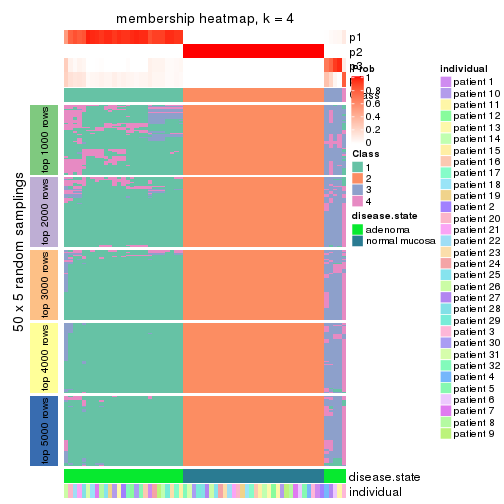 membership heatmap, k = 4
p1
p2
p3
Prob
1
0.8
0.6
0.4
0.2
0
Class
1
2
3
4
disease.state
adenoma
normal mucosa
individual
patient 1
patient 10
patient 11
patient 12
patient 13
patient 14
patient 15
patient 16
patient 17
patient 18
patient 19
patient 2
patient 20
patient 21
patient 22
patient 23
patient 24
patient 25
patient 26
patient 27
patient 28
patient 29
patient 3
patient 30
patient 31
patient 32
patient 4
patient 5
patient 6
patient 7
patient 8
patient 9
50 x 5 random samplings
top 1000 rows
top 2000 rows
top 3000 rows
top 4000 rows
top 5000 rows
disease.state
individual